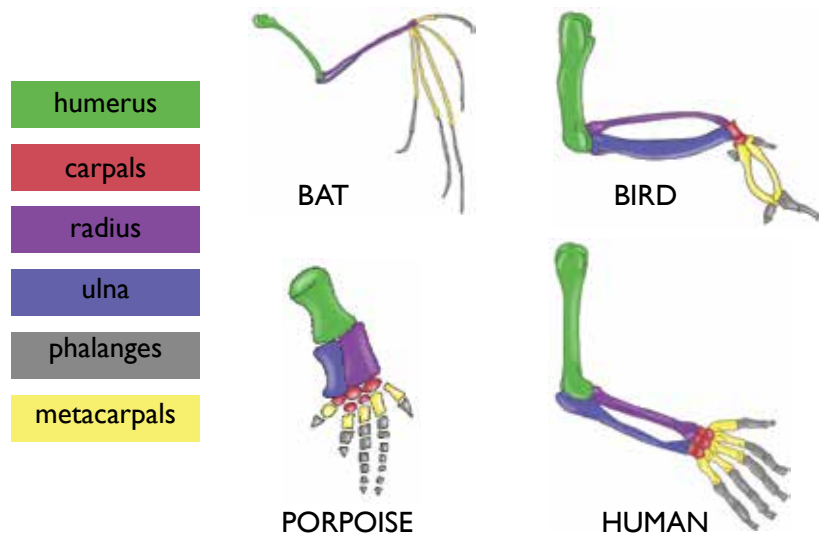 humerus
carpals
radius
ulna
phalanges
metacarpals
BAT
BIRD
PORPOISE
HUMAN